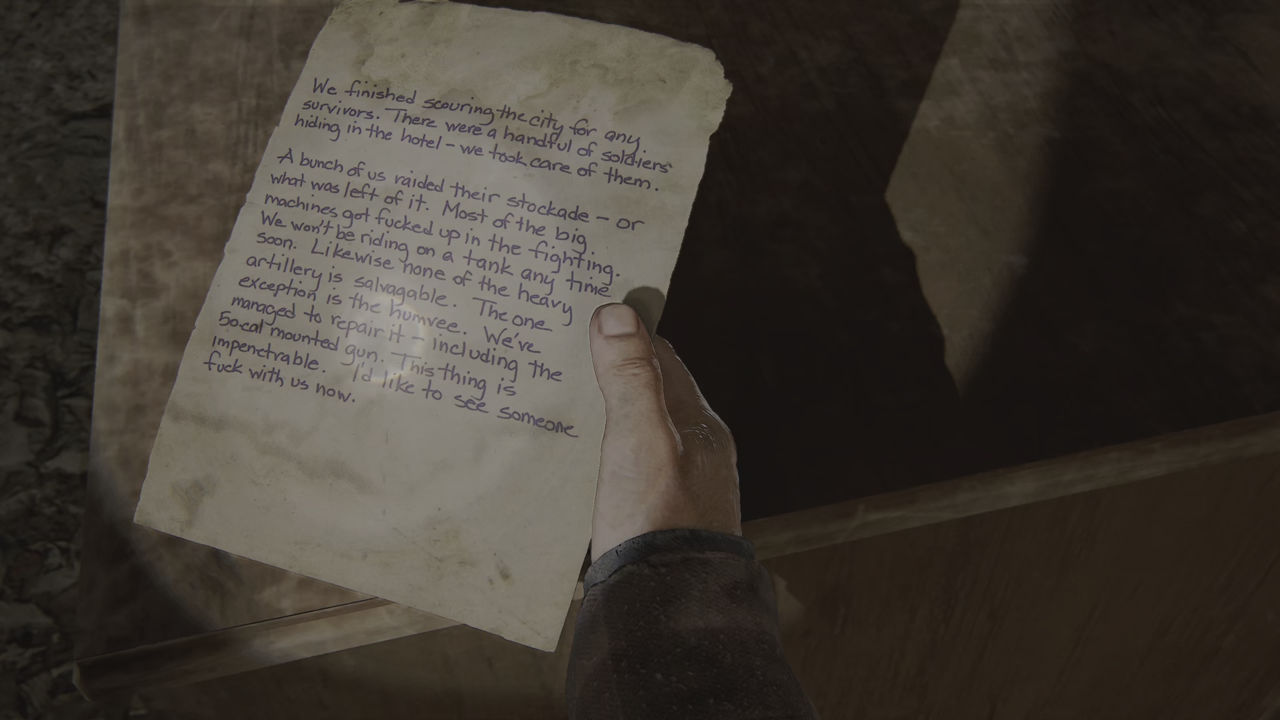 We finished scouring the city for any
survivors. There were a handful of soldiers
hiding in the hotel - we took care of them.
A bunch of us raided their stockade - or
what was left of it. Most of the big
machines got fucked up in the fighting.
We won't be riding on a tank any time
soon. Likewise none of the heavy
artillery is salvagable. The one
exception is the humvee. We've
managed to repair it - including the
50cal mounted gun. This thing is
impenetrable. I'd like to see someone
fuck with us now.